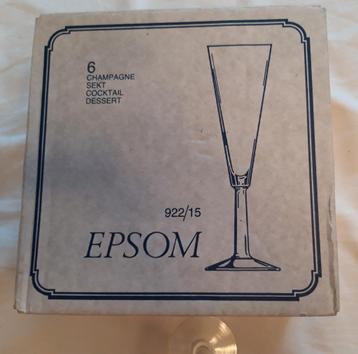 6
CHAMPAGNE
SEKT
COCKTAIL
DESSERT
922/15
EPSOM